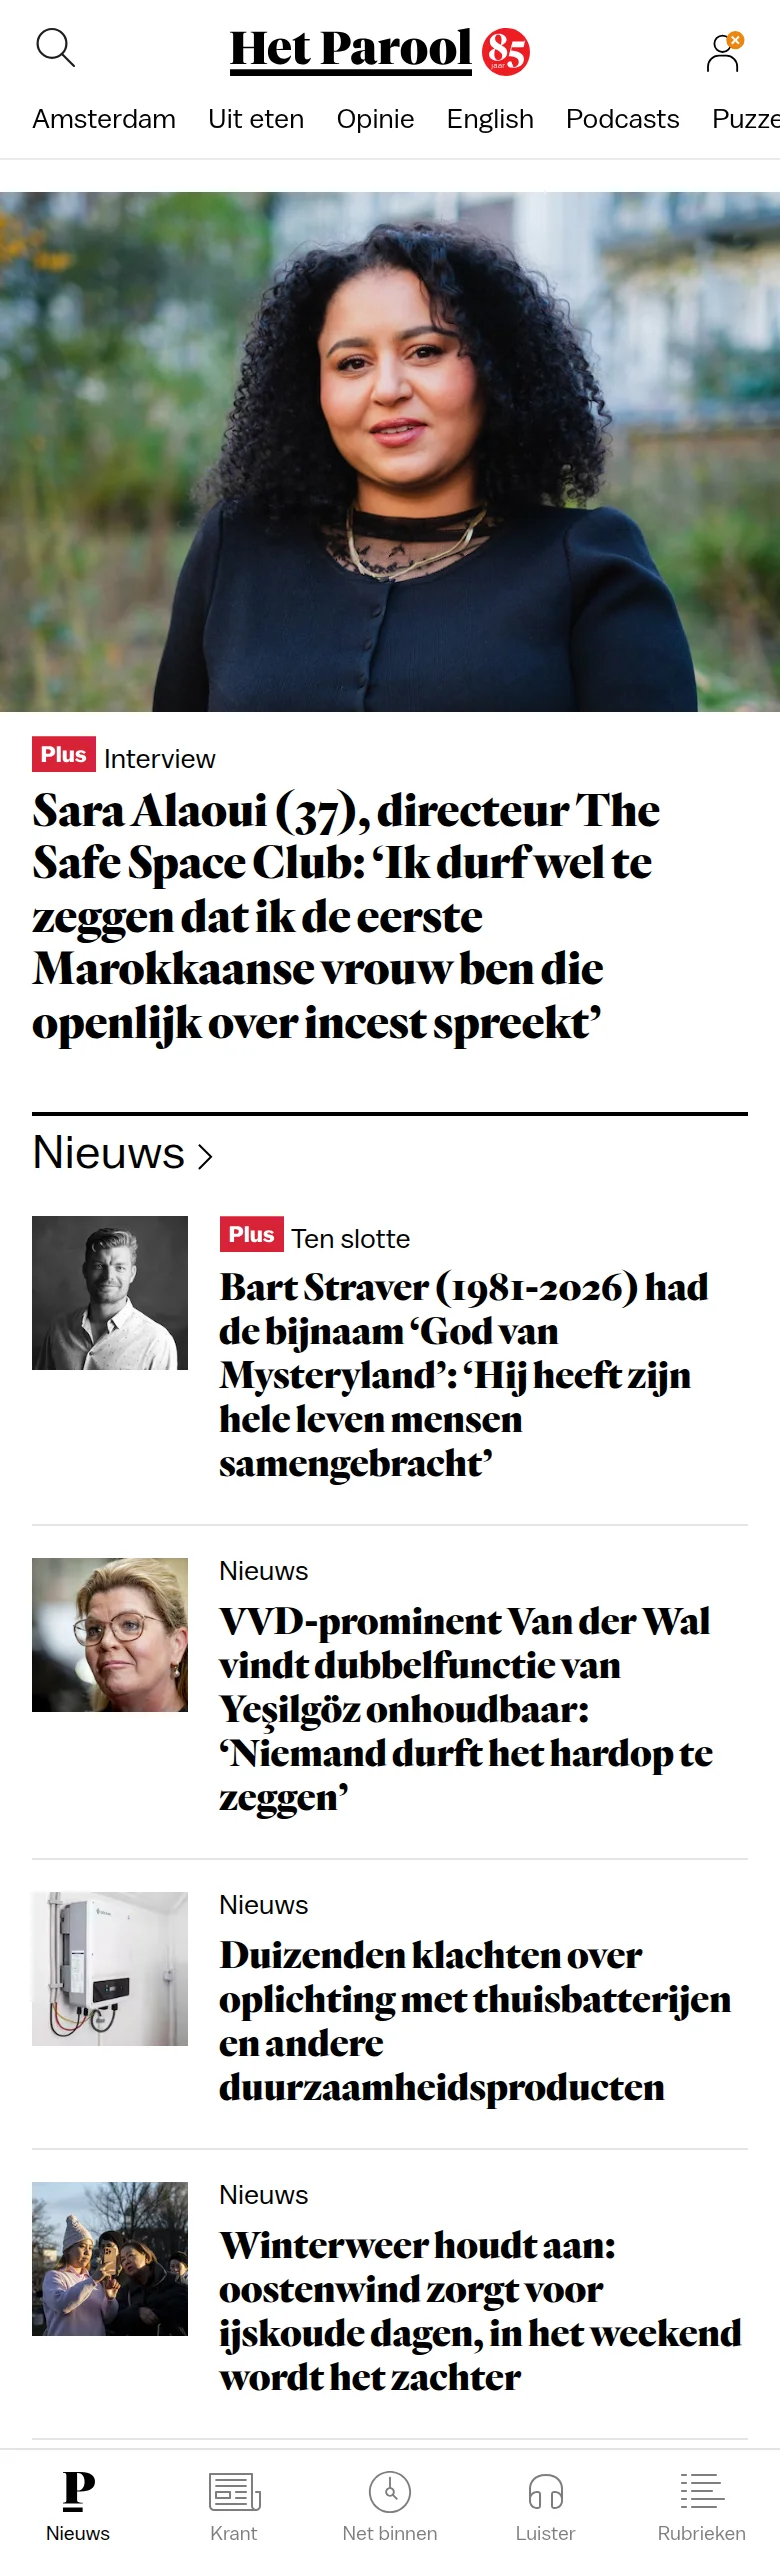 Het Parool 85 jaar
Amsterdam Uit eten Opinie English Podcasts Puzze
Plus Interview
Sara Alaoui (37), directeur The
Safe Space Club: ‘Ik durf wel te
zeggen dat ik de eerste
Marokkaanse vrouw ben die
openlijk over incest spreekt’
Nieuws
Plus Ten slotte
Bart Straver (1981-2026) had
de bijnaam ‘God van
Mysteryland’: ‘Hij heeft zijn
hele leven mensen
samengebracht’
Nieuws
VVD-prominent Van der Wal
vindt dubbelfunctie van
Yeşilgöz onhoudbaar:
‘Niemand durft het hardop te
zeggen’
Nieuws
Duizenden klachten over
oplichting met thuisbatterijen
en andere
duurzaamheidsproducten
Nieuws
Winterweer houdt aan:
oostenwind zorgt voor
ijskoude dagen, in het weekend
wordt het zachter
P
Nieuws Krant Net binnen Luister Rubrieken